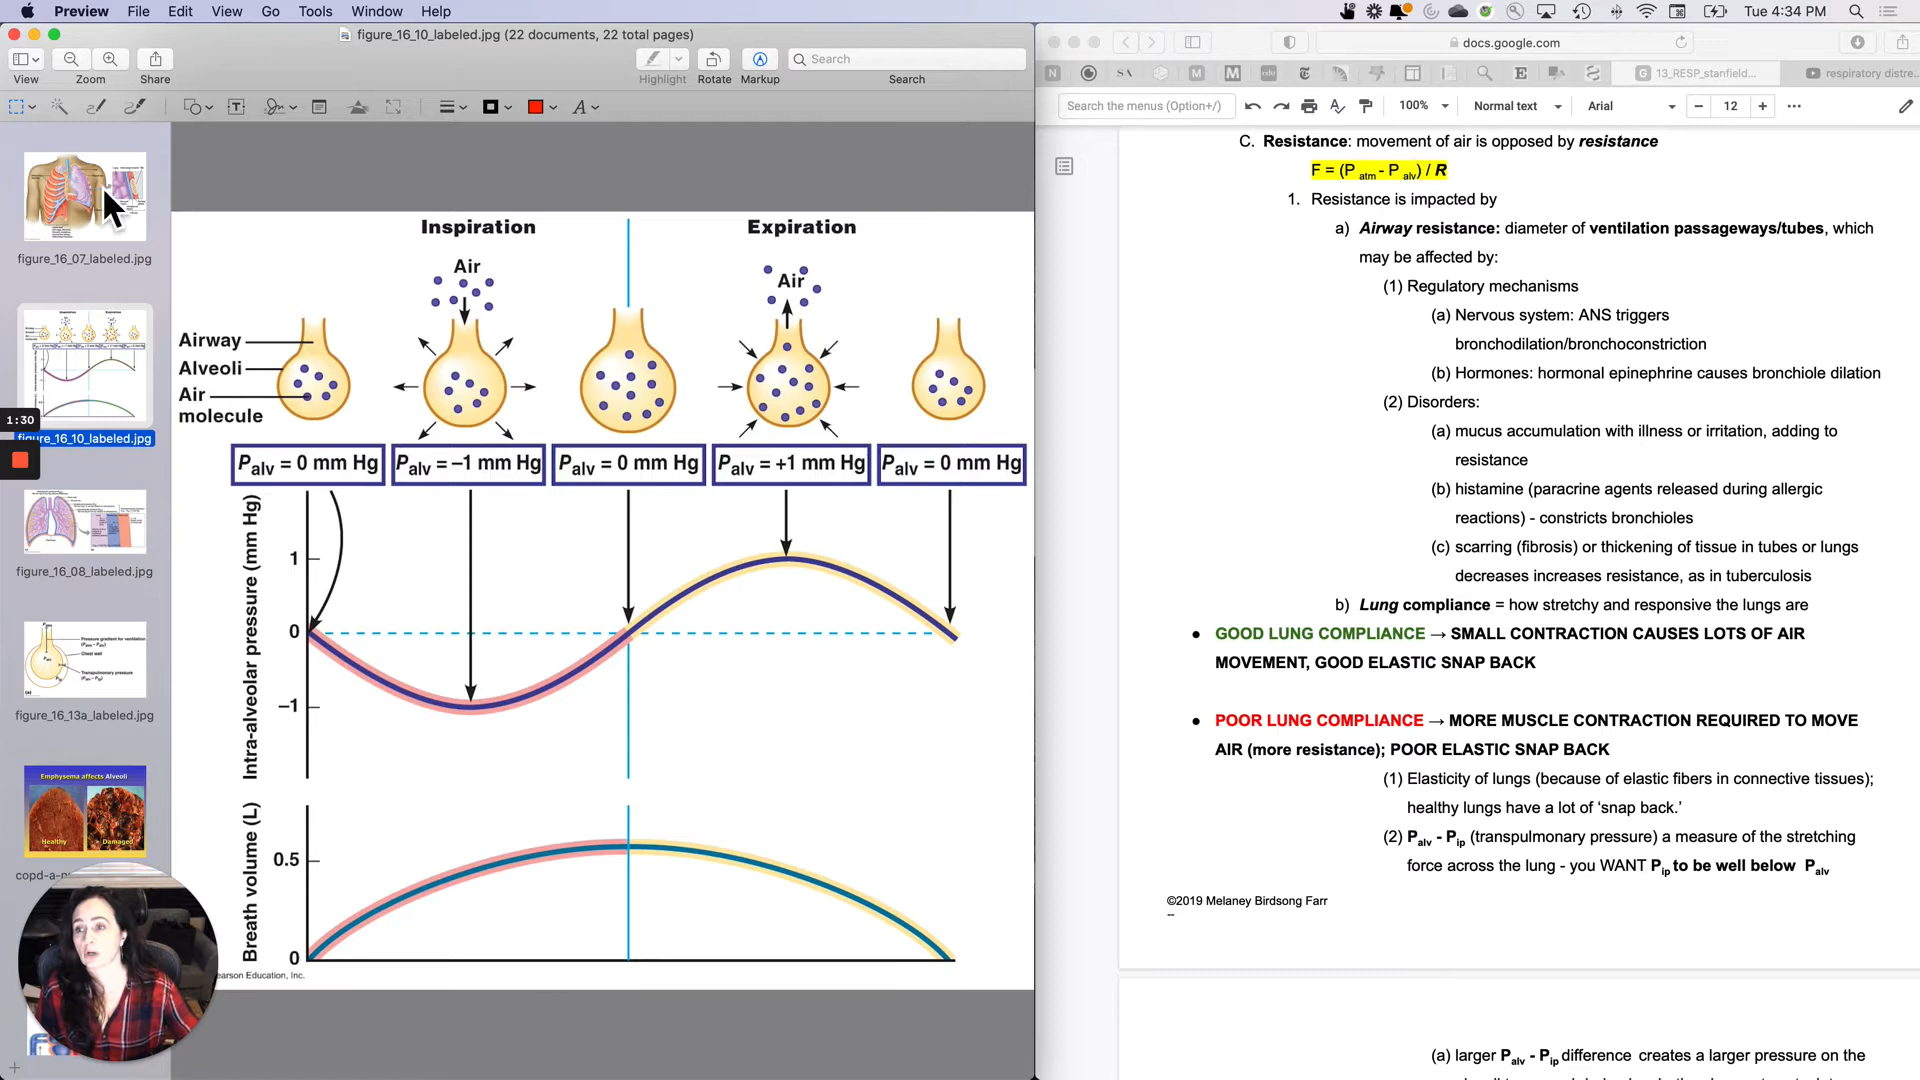 Preview File Edit View Go Tools Window Help
Tue 4:34 PM
figure_16_10_labeled.jpg (22 documents, 22 total pages)
View Zoom Share
Highlight Rotate Markup Search
Search
docs.google.com
13_RESP_stanfield...
respiratory distre...
Search the menus (Option+/)
100% Normal text Arial 12
figure_16_07_labeled.jpg
1:30
figure_16_10_labeled.jpg
figure_16_08_labeled.jpg
figure_16_13a_labeled.jpg
Emphysema affects Alveoli
Healthy Damaged
Inspiration Expiration
Air
Air
Airway
Alveoli
Air
molecule
Palv = 0 mm Hg Palv = –1 mm Hg Palv = 0 mm Hg Palv = +1 mm Hg Palv = 0 mm Hg
Intra-alveolar pressure (mm Hg)
1
0
–1
Breath volume (L)
0.5
0
earson Education, Inc.
C. Resistance: movement of air is opposed by resistance
F = (P atm - P alv) / R
1. Resistance is impacted by
a) Airway resistance: diameter of ventilation passageways/tubes, which
may be affected by:
(1) Regulatory mechanisms
(a) Nervous system: ANS triggers
bronchodilation/bronchoconstriction
(b) Hormones: hormonal epinephrine causes bronchiole dilation
(2) Disorders:
(a) mucus accumulation with illness or irritation, adding to
resistance
(b) histamine (paracrine agents released during allergic
reactions) - constricts bronchioles
(c) scarring (fibrosis) or thickening of tissue in tubes or lungs
decreases increases resistance, as in tuberculosis
b) Lung compliance = how stretchy and responsive the lungs are
● GOOD LUNG COMPLIANCE → SMALL CONTRACTION CAUSES LOTS OF AIR
MOVEMENT, GOOD ELASTIC SNAP BACK
● POOR LUNG COMPLIANCE → MORE MUSCLE CONTRACTION REQUIRED TO MOVE
AIR (more resistance); POOR ELASTIC SNAP BACK
(1) Elasticity of lungs (because of elastic fibers in connective tissues);
healthy lungs have a lot of ‘snap back.’
(2) Palv - Pip (transpulmonary pressure) a measure of the stretching
force across the lung - you WANT Pip to be well below Palv
©2019 Melaney Birdsong Farr
--
(a) larger Palv - Pip difference creates a larger pressure on the